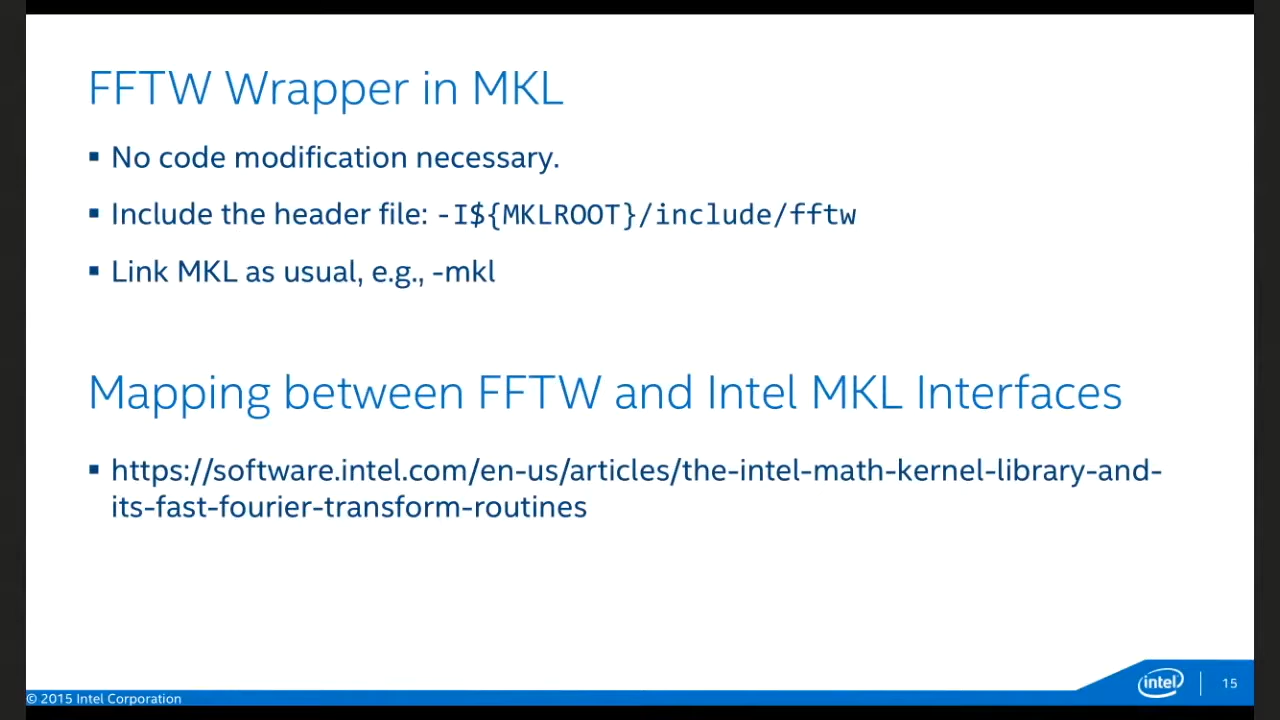 FFTW Wrapper in MKL
▪ No code modification necessary.
▪ Include the header file: -I${MKLROOT}/include/fftw
▪ Link MKL as usual, e.g., -mkl
Mapping between FFTW and Intel MKL Interfaces
▪ https://software.intel.com/en-us/articles/the-intel-math-kernel-library-and-
its-fast-fourier-transform-routines
© 2015 Intel Corporation
intel
15